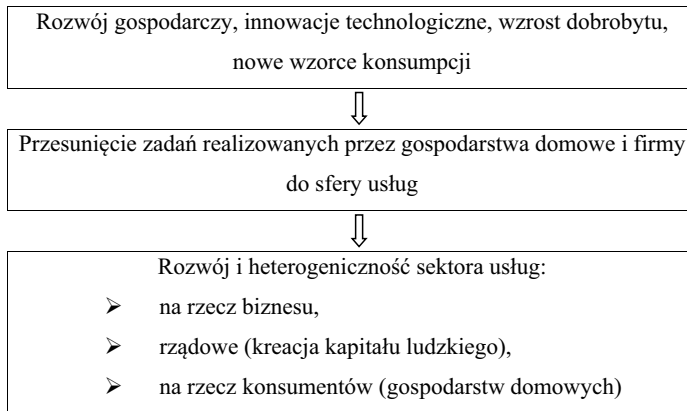 Rozwój gospodarczy, innowacje technologiczne, wzrost dobrobytu,
nowe wzorce konsumpcji
Przesunięcie zadań realizowanych przez gospodarstwa domowe i firmy
do sfery usług
Rozwój i heterogeniczność sektora usług:
➢ na rzecz biznesu,
➢ rządowe (kreacja kapitału ludzkiego),
➢ na rzecz konsumentów (gospodarstw domowych)